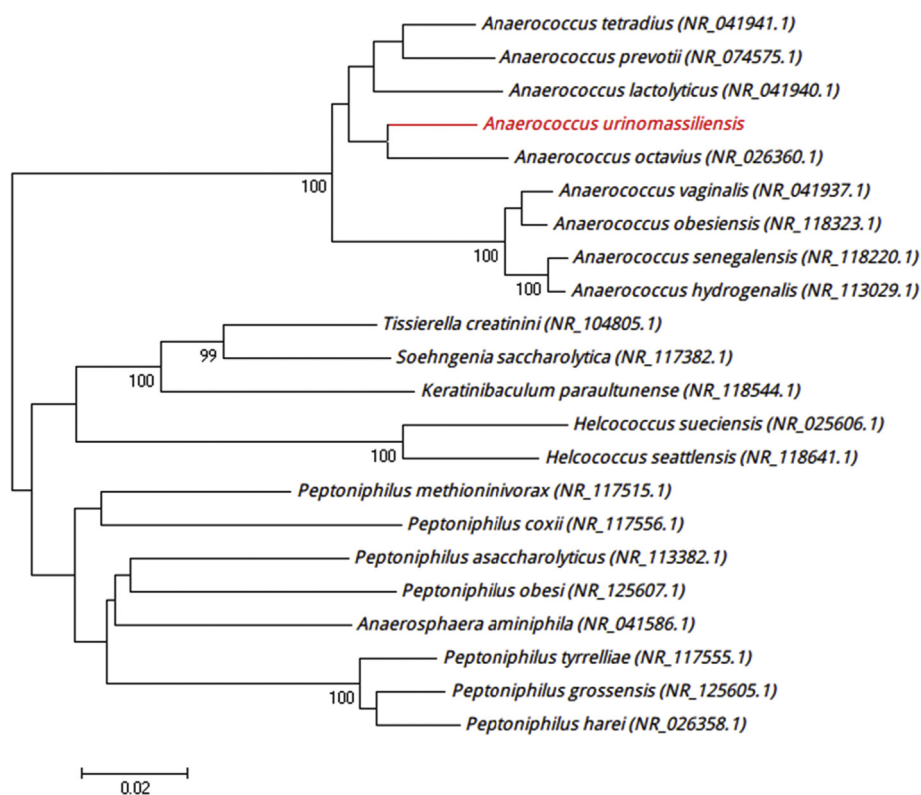 Anaerococcus tetradius (NR_041941.1)
Anaerococcus prevotii (NR_074575.1)
Anaerococcus lactolyticus (NR_041940.1)
Anaerococcus urinomassiliensis
Anaerococcus octavius (NR_026360.1)
100
Anaerococcus vaginalis (NR_041937.1)
Anaerococcus obesiensis (NR_118323.1)
100
Anaerococcus senegalensis (NR_118220.1)
100
Anaerococcus hydrogenalis (NR_113029.1)
Tissierella creatinini (NR_104805.1)
99
Soehngenia saccharolytica (NR_117382.1)
100
Keratinibaculum paraultunense (NR_118544.1)
Helcococcus sueciensis (NR_025606.1)
100
Helcococcus seattlensis (NR_118641.1)
Peptoniphilus methioninivorax (NR_117515.1)
Peptoniphilus coxii (NR_117556.1)
Peptoniphilus asaccharolyticus (NR_113382.1)
Peptoniphilus obesi (NR_125607.1)
Anaerosphaera aminiphila (NR_041586.1)
Peptoniphilus tyrrelliae (NR_117555.1)
100
Peptoniphilus grossensis (NR_125605.1)
Peptoniphilus harei (NR_026358.1)
0.02